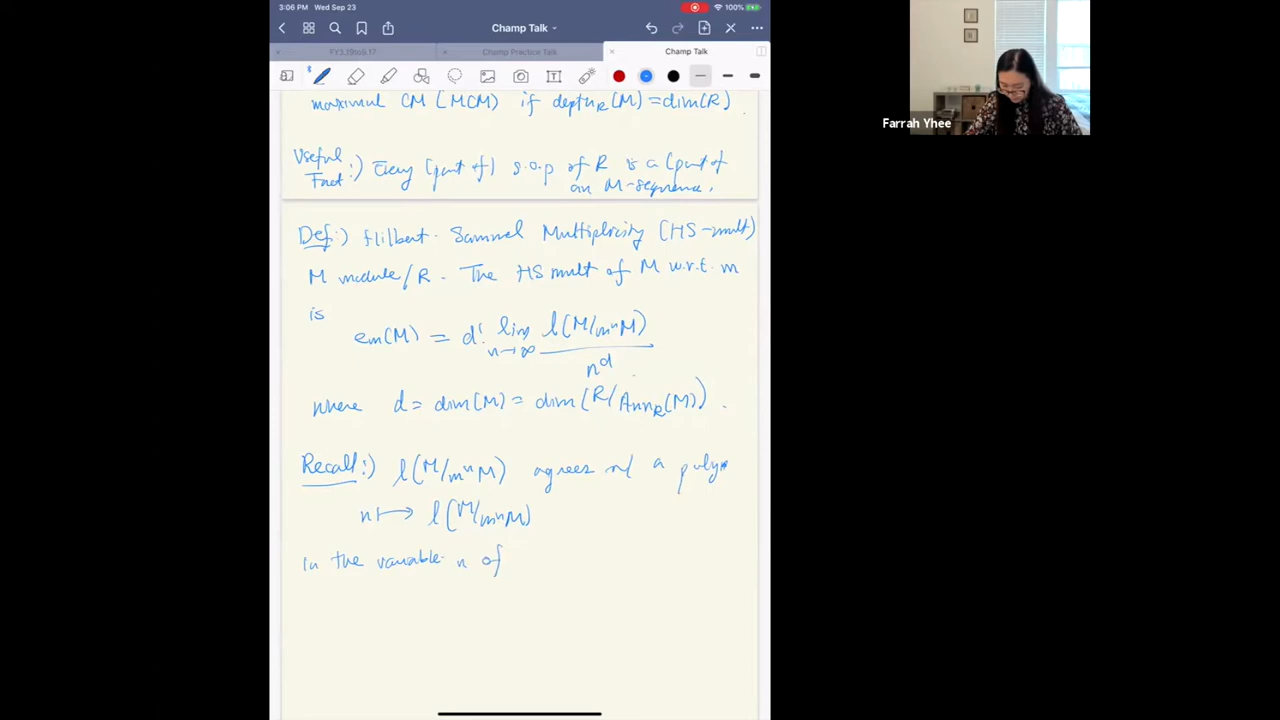 3:06 PM Wed Sep 23
100%
Champ Talk
FY3.19to5.17
Champ Practice Talk
Champ Talk
maximal CM (MCM) if depth_R(M) = dim(R).
Useful Fact:) Every (part of) s.o.p of R is a (part of
an M-sequence.
Def:) Hilbert-Samuel Multiplicity (HS-mult)
M module/R. The HS mult of M w.r.t. m
is
e_m(M) = d! lim_{n→∞} l(M/m^n M) / n^d
where d = dim(M) = dim(R/Ann_R(M)).
Recall:) l(M/m^n M) agrees w/ a poly
n ↦ l(M/m^n M)
in the variable n of
Farrah Yhee